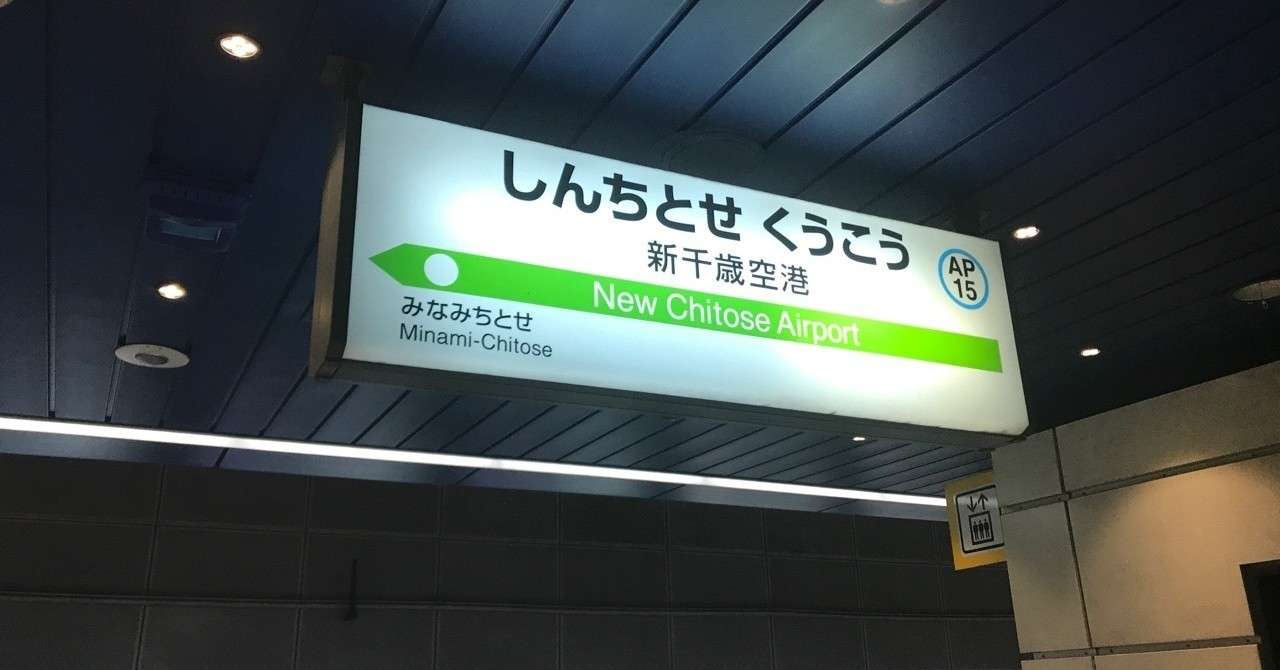 しんちとせ くうこう
新千歳空港
AP
15
New Chitose Airport
みなみちとせ
Minami-Chitose